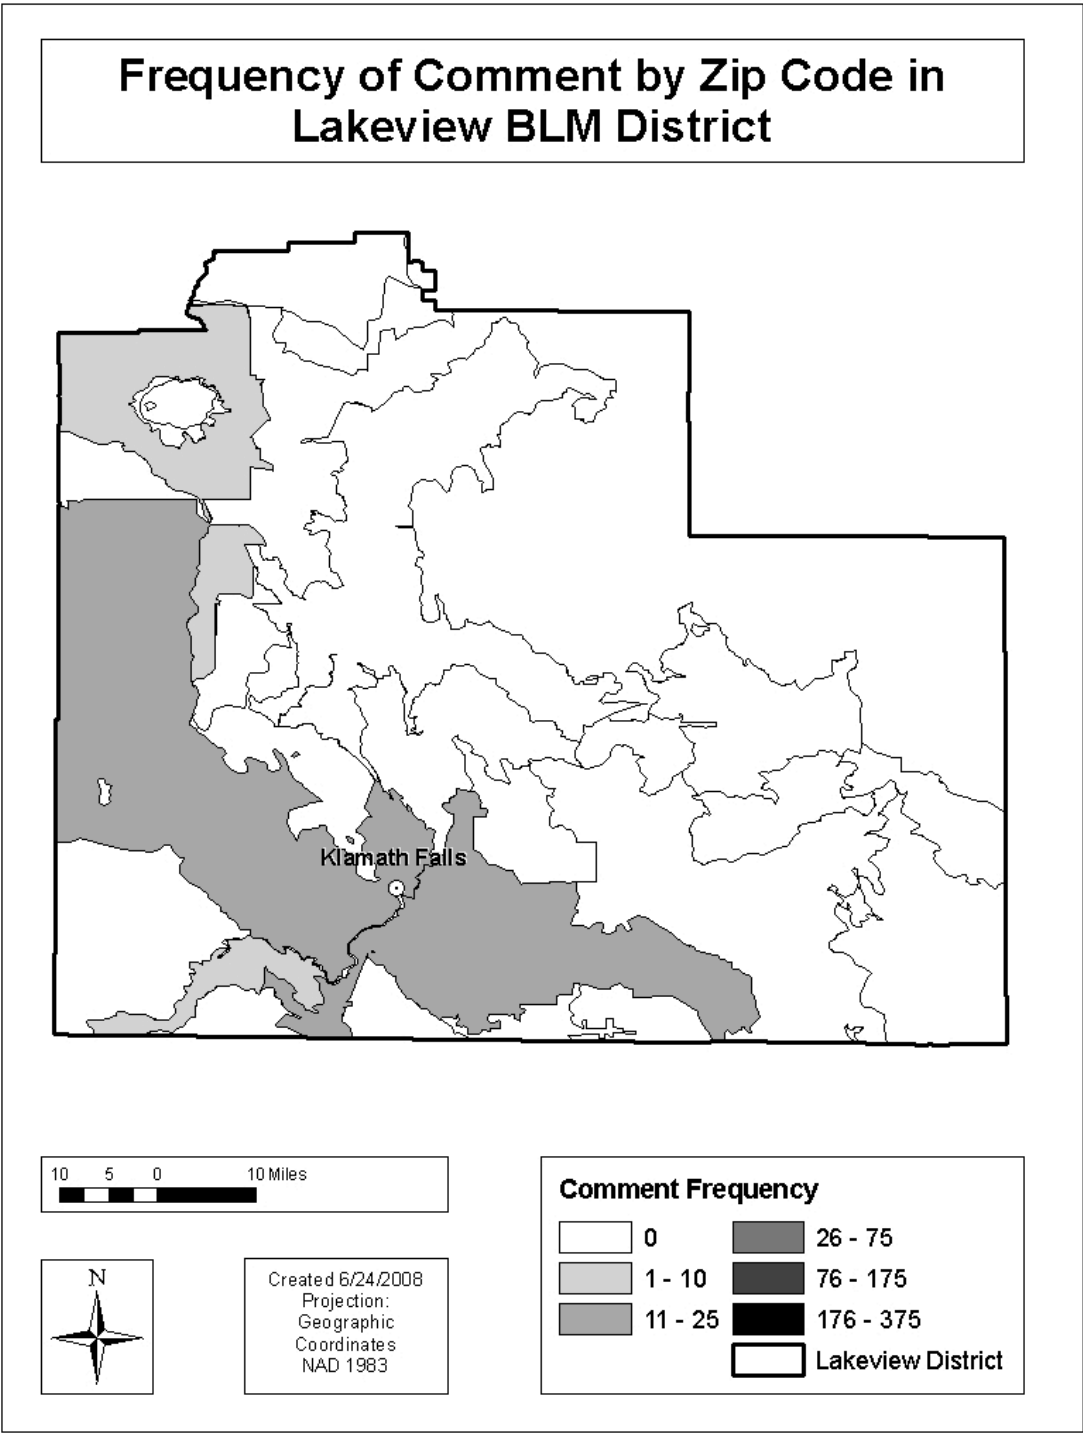 Frequency of Comment by Zip Code in
Lakeview BLM District
Klamath Falls
10 5 0 10 Miles
N
Created 6/24/2008
Projection:
Geographic
Coordinates
NAD 1983
Comment Frequency
0
1 - 10
11 - 25
26 - 75
76 - 175
176 - 375
Lakeview District